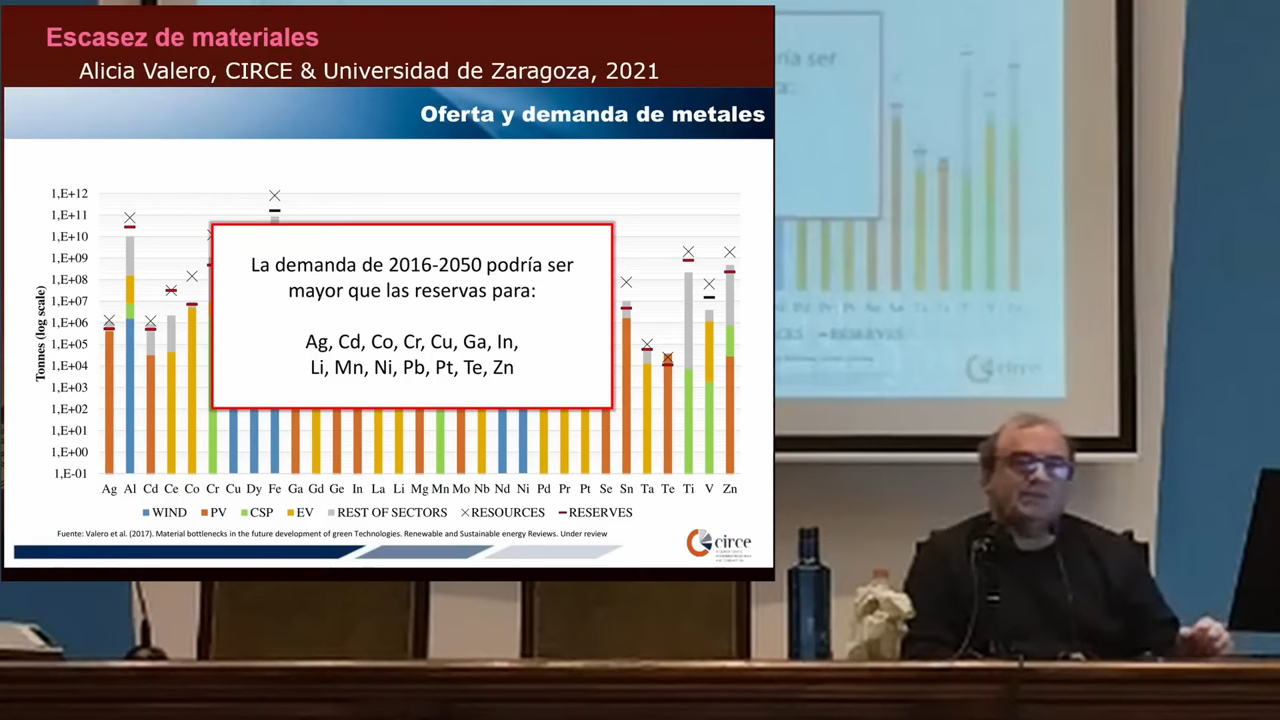 Escasez de materiales
Alicia Valero, CIRCE & Universidad de Zaragoza, 2021
Oferta y demanda de metales
1,E+12
1,E+11
1,E+10
1,E+09
1,E+08
1,E+07
1,E+06
1,E+05
1,E+04
1,E+03
1,E+02
1,E+01
1,E+00
1,E-01
Tonnes (log scale)
La demanda de 2016-2050 podría ser
mayor que las reservas para:
Ag, Cd, Co, Cr, Cu, Ga, In,
Li, Mn, Ni, Pb, Pt, Te, Zn
Ag Al Cd Ce Co Cr Cu Dy Fe Ga Gd Ge In La Li Mg Mn Mo Nb Nd Ni Pd Pr Pt Se Sn Ta Te Ti V Zn
WIND PV CSP EV REST OF SECTORS RESOURCES RESERVES
Fuente: Valero et al. (2017). Material bottlenecks in the future development of green Technologies. Renewable and Sustainable energy Reviews. Under review
circe
ría ser
RESERVES
circe